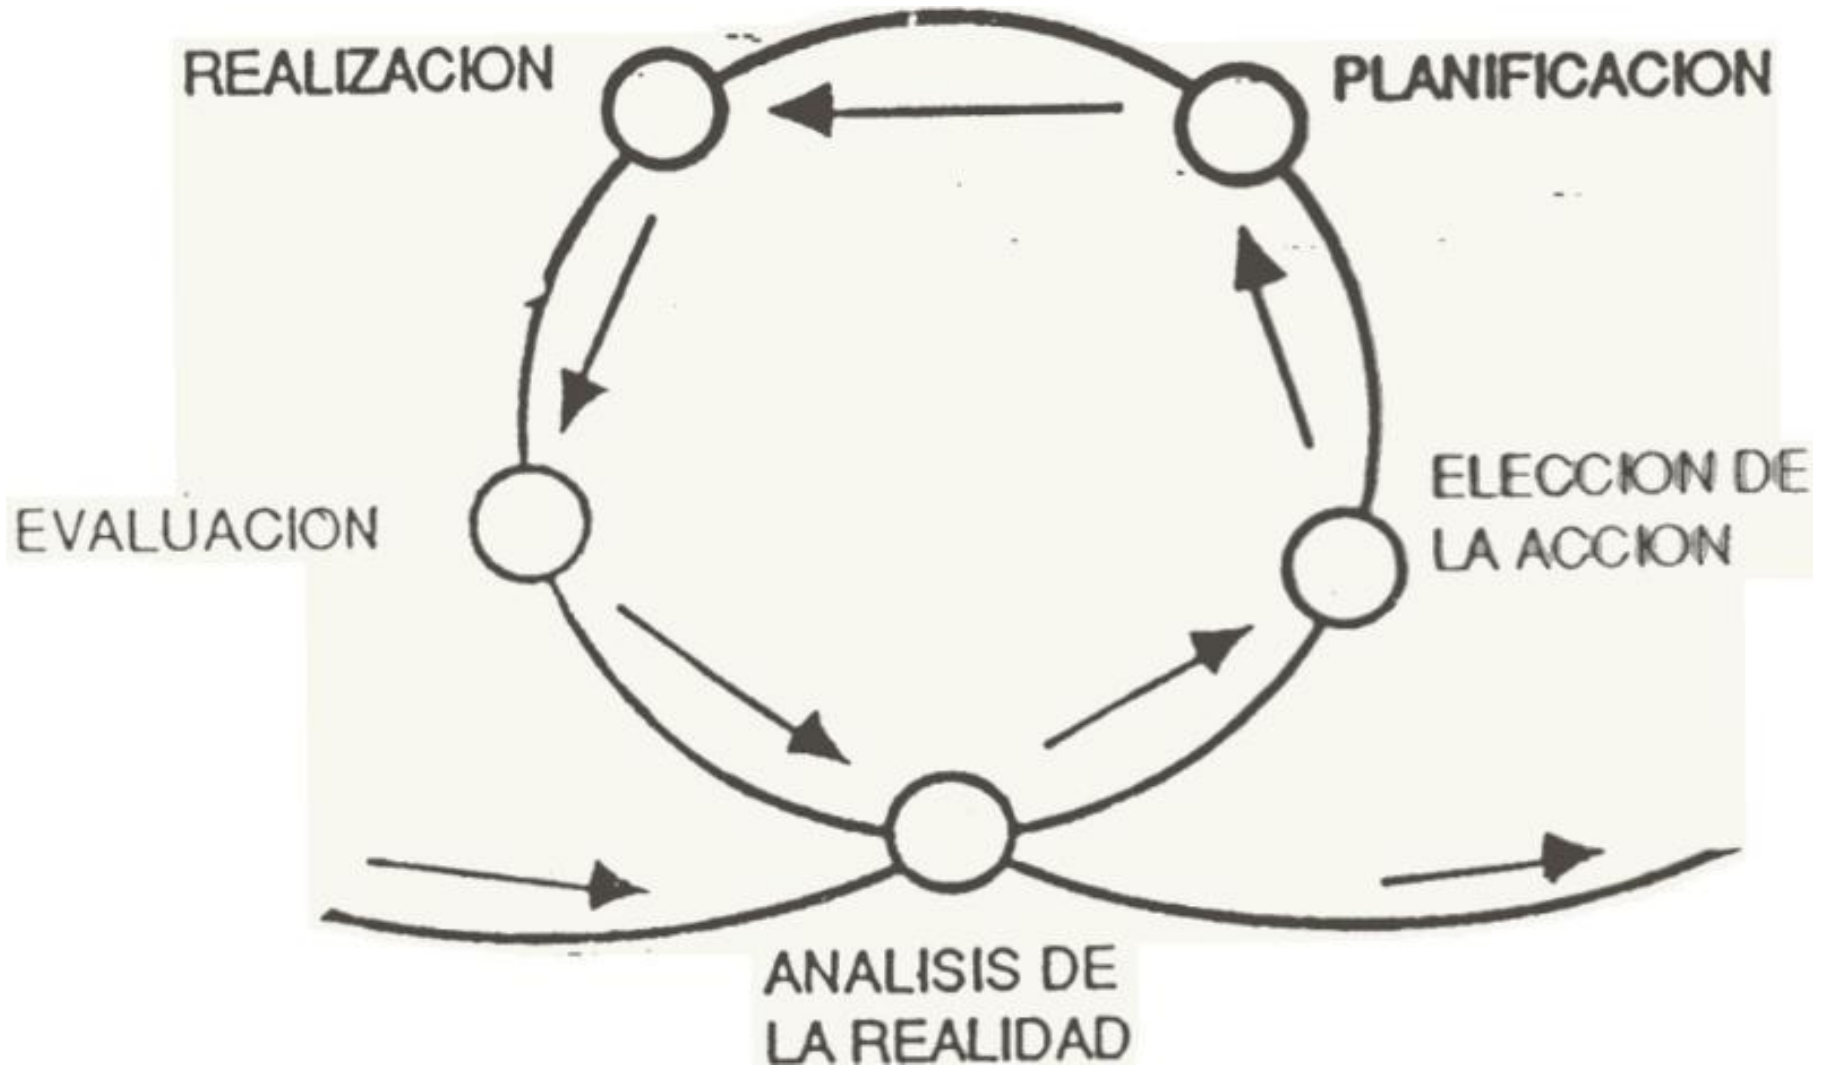 REALIZACION
PLANIFICACION
ELECCION DE
LA ACCION
EVALUACION
ANALISIS DE
LA REALIDAD